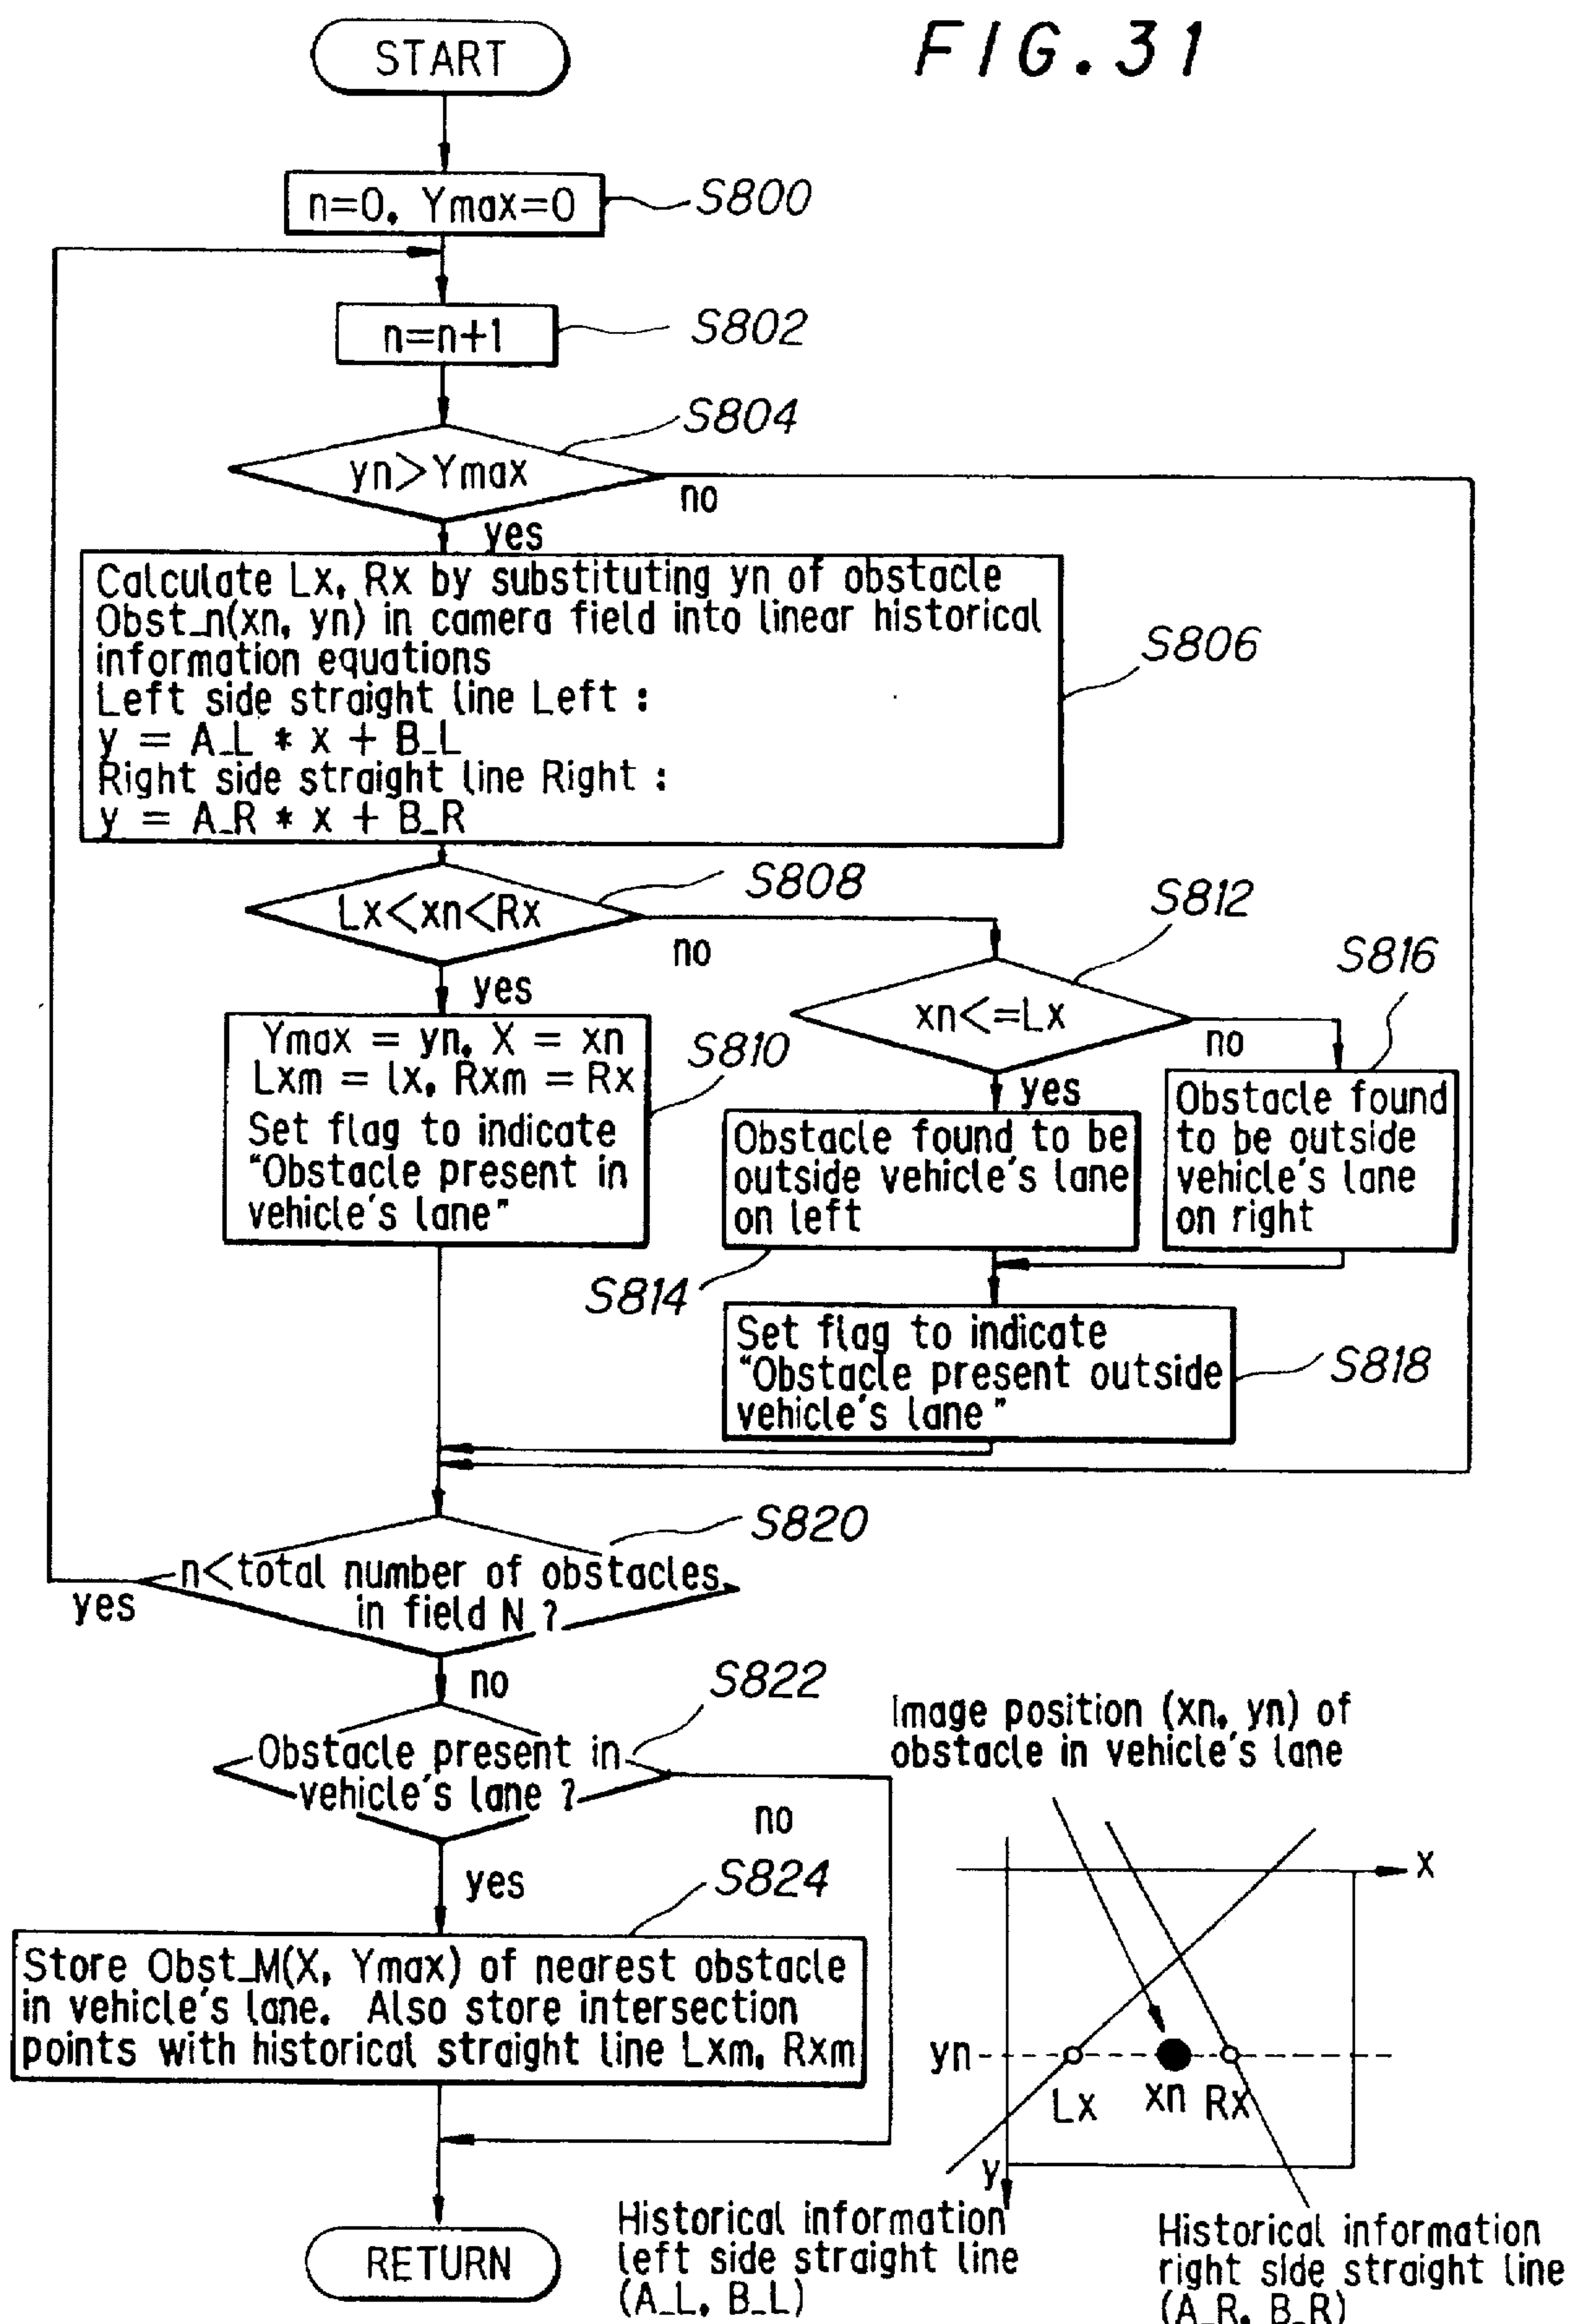 FIG.31
START
n=0, Ymax=0
S800
n=n+1
S802
S804
yn>Ymax
no
yes
Calculate Lx, Rx by substituting yn of obstacle
Obst_n(xn, yn) in camera field into linear historical
information equations
Left side straight line Left :
y = A_L * x + B_L
Right side straight line Right :
y = A_R * x + B_R
S806
S808
Lx<xn<Rx
no
yes
S812
xn<=Lx
no
yes
S816
Ymax = yn, X = xn
Lxm = lx, Rxm = Rx
Set flag to indicate
"Obstacle present in
vehicle's lane"
S810
Obstacle found to be
outside vehicle's lane
on left
S814
Obstacle found
to be outside
vehicle's lane
on right
Set flag to indicate
"Obstacle present outside
vehicle's lane"
S818
S820
n<total number of obstacles
in field N ?
yes
no
S822
Obstacle present in
vehicle's lane ?
no
yes
S824
Store Obst_M(X, Ymax) of nearest obstacle
in vehicle's lane. Also store intersection
points with historical straight line Lxm, Rxm
RETURN
Image position (xn, yn) of
obstacle in vehicle's lane
x
yn
Lx
xn
Rx
y
Historical information
left side straight line
(A_L, B_L)
Historical information
right side straight line
(A_R, B_R)